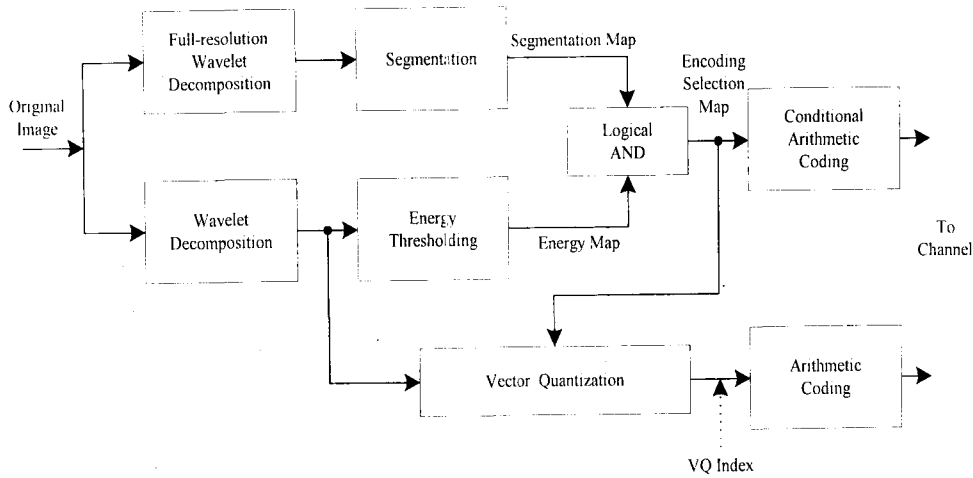 Original
Image
Full-resolution
Wavelet
Decomposition
Segmentation
Segmentation Map
Encoding
Selection
Map
Logical
AND
Conditional
Arithmetic
Coding
Wavelet
Decomposition
Energy
Thresholding
Energy Map
To
Channel
Vector Quantization
Arithmetic
Coding
VQ Index